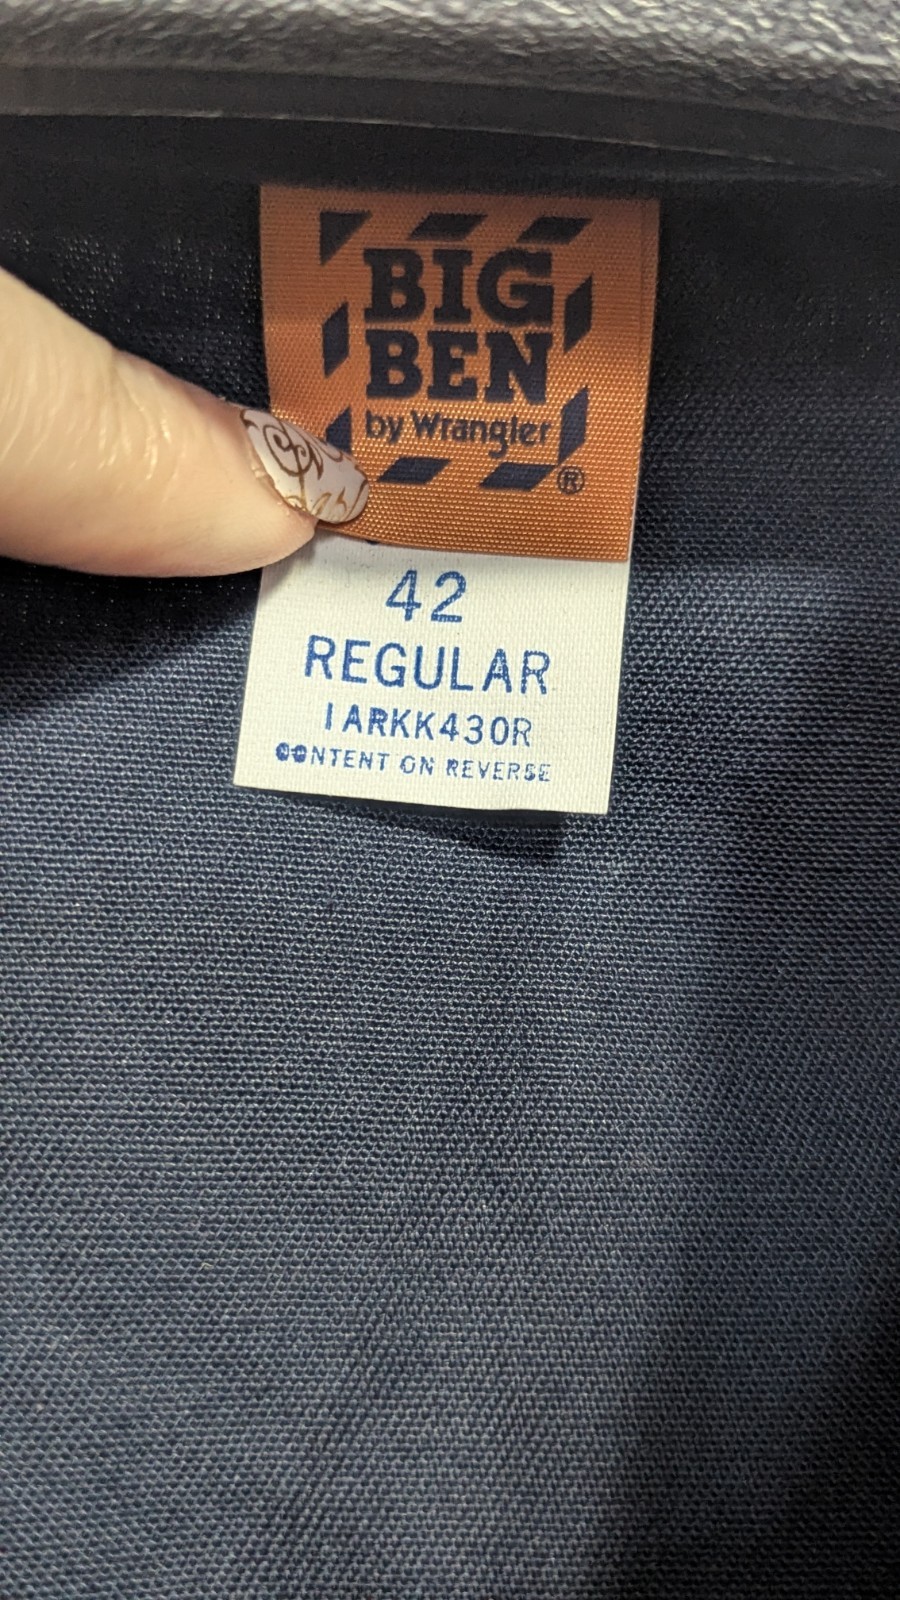 BIG
BEN
by Wrangler
®
42
REGULAR
IARKK430R
CONTENT ON REVERSE